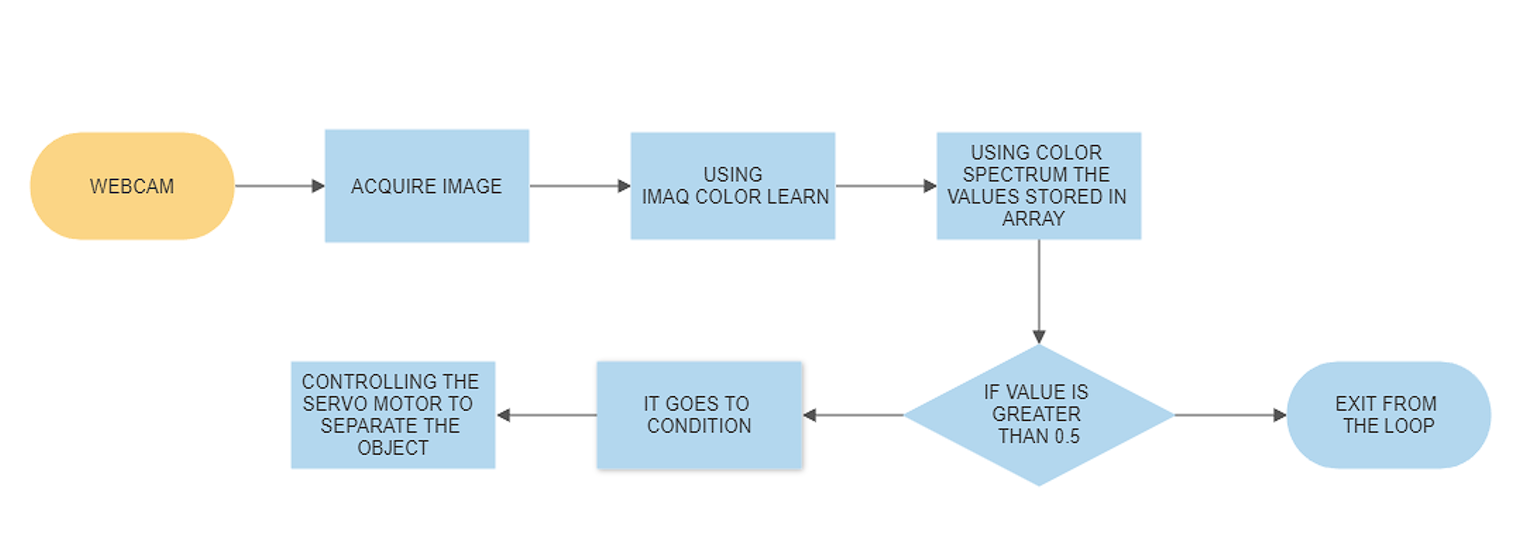 WEBCAM
ACQUIRE IMAGE
USING
IMAQ COLOR LEARN
USING COLOR
SPECTRUM THE
VALUES STORED IN
ARRAY
CONTROLLING THE
SERVO MOTOR TO
SEPARATE THE
OBJECT
IT GOES TO
CONDITION
IF VALUE IS
GREATER
THAN 0.5
EXIT FROM
THE LOOP